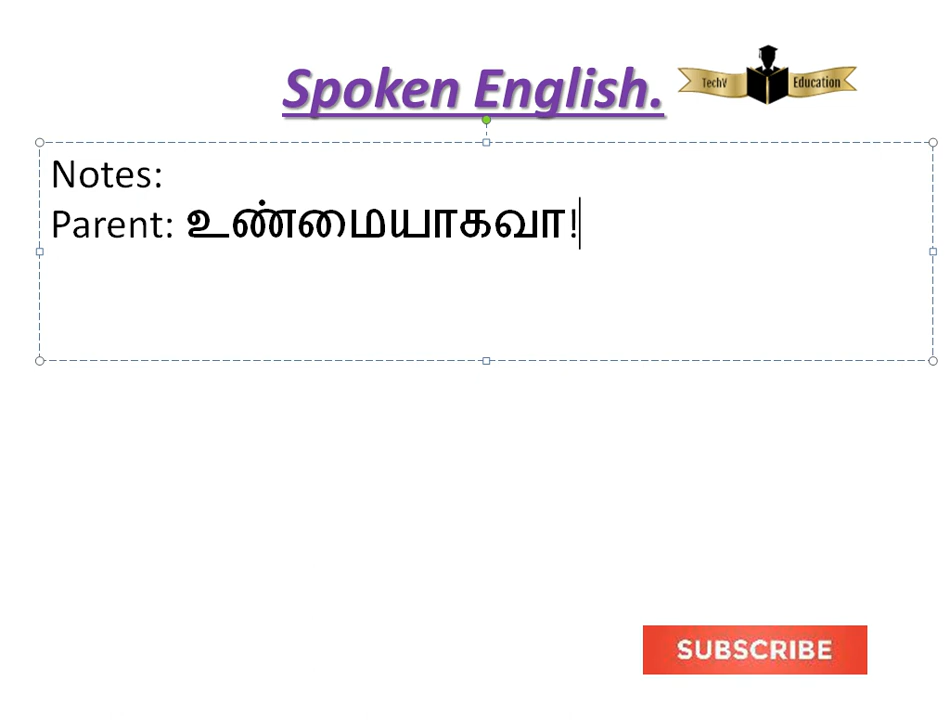 Spoken English.
TechV Education
Notes:
Parent: உண்மையாகவா!
SUBSCRIBE